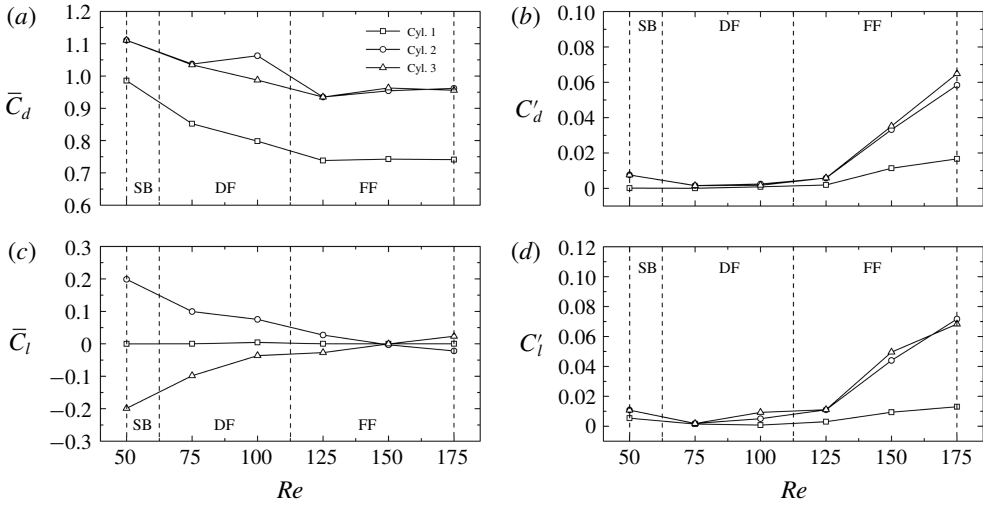 (a)
1.2
1.1
1.0
0.9
0.8
0.7
0.6
C̅d
Cyl. 1
Cyl. 2
Cyl. 3
SB DF FF
(b)
0.10
0.08
0.06
0.04
0.02
0
C′d
SB DF FF
(c)
0.3
0.2
0.1
0
−0.1
−0.2
−0.3
C̅l
SB DF FF
50 75 100 125 150 175
Re
(d)
0.12
0.10
0.08
0.06
0.04
0.02
0
C′l
SB DF FF
50 75 100 125 150 175
Re